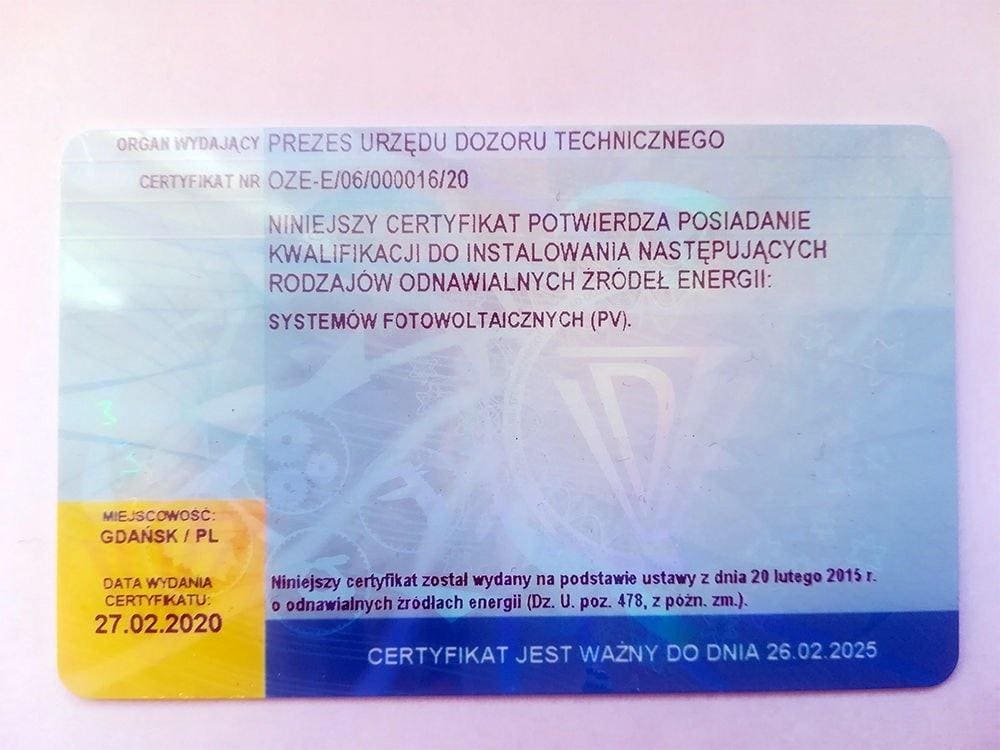 ORGAN WYDAJĄCY PREZES URZĘDU DOZORU TECHNICZNEGO
CERTYFIKAT NR OZE-E/06/000016/20
NINIEJSZY CERTYFIKAT POTWIERDZA POSIADANIE
KWALIFIKACJI DO INSTALOWANIA NASTĘPUJĄCYCH
RODZAJÓW ODNAWIALNYCH ŹRÓDEŁ ENERGII:
SYSTEMÓW FOTOWOLTAICZNYCH (PV).
MIEJSCOWOŚĆ:
GDAŃSK / PL
DATA WYDANIA
CERTYFIKATU:
27.02.2020
Niniejszy certyfikat został wydany na podstawie ustawy z dnia 20 lutego 2015 r.
o odnawialnych źródłach energii (Dz. U. poz. 478, z późn. zm.).
CERTYFIKAT JEST WAŻNY DO DNIA 26.02.2025